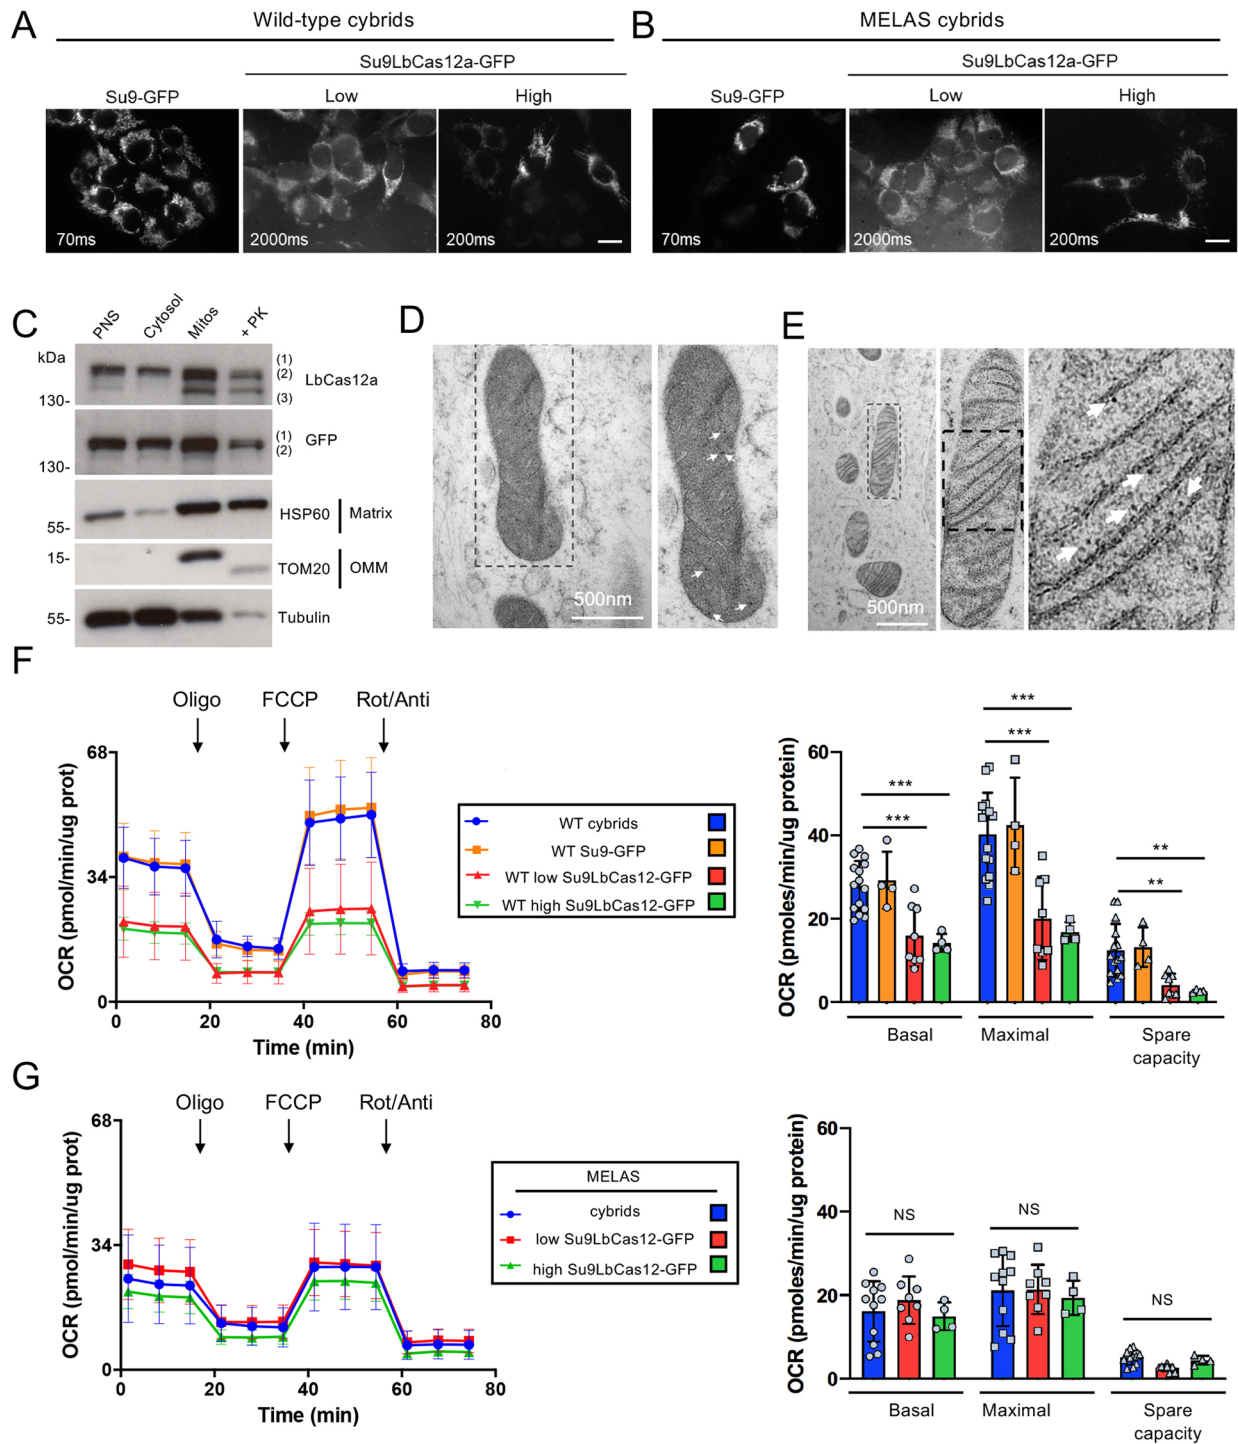 A
Wild-type cybrids
Su9LbCas12a-GFP
Su9-GFP
Low
High
70ms
2000ms
200ms
B
MELAS cybrids
Su9LbCas12a-GFP
Su9-GFP
Low
High
70ms
2000ms
200ms
C
PNS
Cytosol
Mitos
+ PK
kDa
(1)
(2)
LbCas12a
(3)
130-
(1)
GFP
(2)
130-
HSP60
Matrix
55-
15-
TOM20
OMM
55-
Tubulin
D
500nm
E
500nm
F
Oligo
FCCP
Rot/Anti
68
34
0
OCR (pmol/min/ug prot)
0
20
40
60
80
Time (min)
WT cybrids
WT Su9-GFP
WT low Su9LbCas12-GFP
WT high Su9LbCas12-GFP
OCR (pmoles/min/ug protein)
60
40
20
0
***
***
***
***
**
**
Basal
Maximal
Spare
capacity
G
Oligo
FCCP
Rot/Anti
68
34
0
OCR (pmol/min/ug prot)
0
20
40
60
80
Time (min)
MELAS
cybrids
low Su9LbCas12-GFP
high Su9LbCas12-GFP
OCR (pmoles/min/ug protein)
60
40
20
0
NS
NS
NS
Basal
Maximal
Spare
capacity